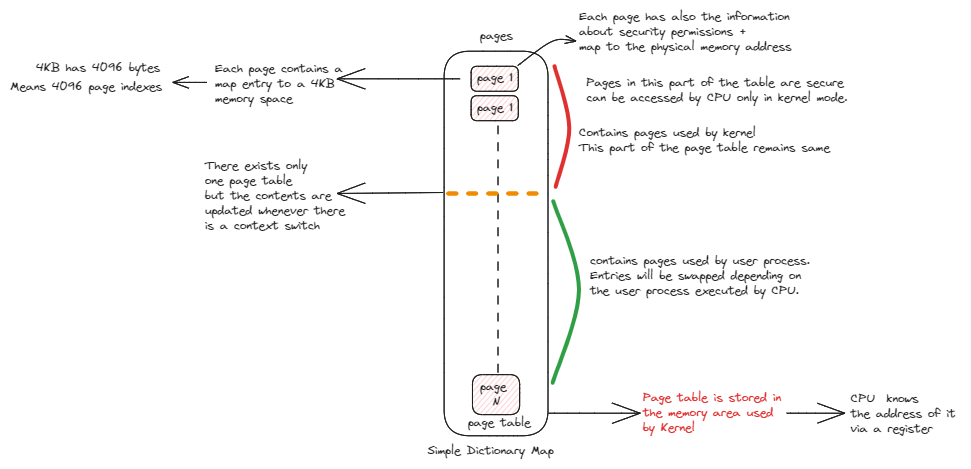 Each page has also the information
about security permissions +
map to the physical memory address
pages
4KB has 4096 bytes
Means 4096 page indexes
Each page contains a
map entry to a 4KB
memory space
page 1
page 1
Pages in this part of the table are secure
can be accessed by CPU only in kernel mode.
Contains pages used by kernel
This part of the page table remains same
There exists only
one page table
but the contents are
updated whenever there
is a context switch
contains pages used by user process.
Entries will be swapped depending on
the user process executed by CPU.
page
N
page table
Simple Dictionary Map
Page table is stored in
the memory area used
by Kernel
CPU knows
the address of it
via a register